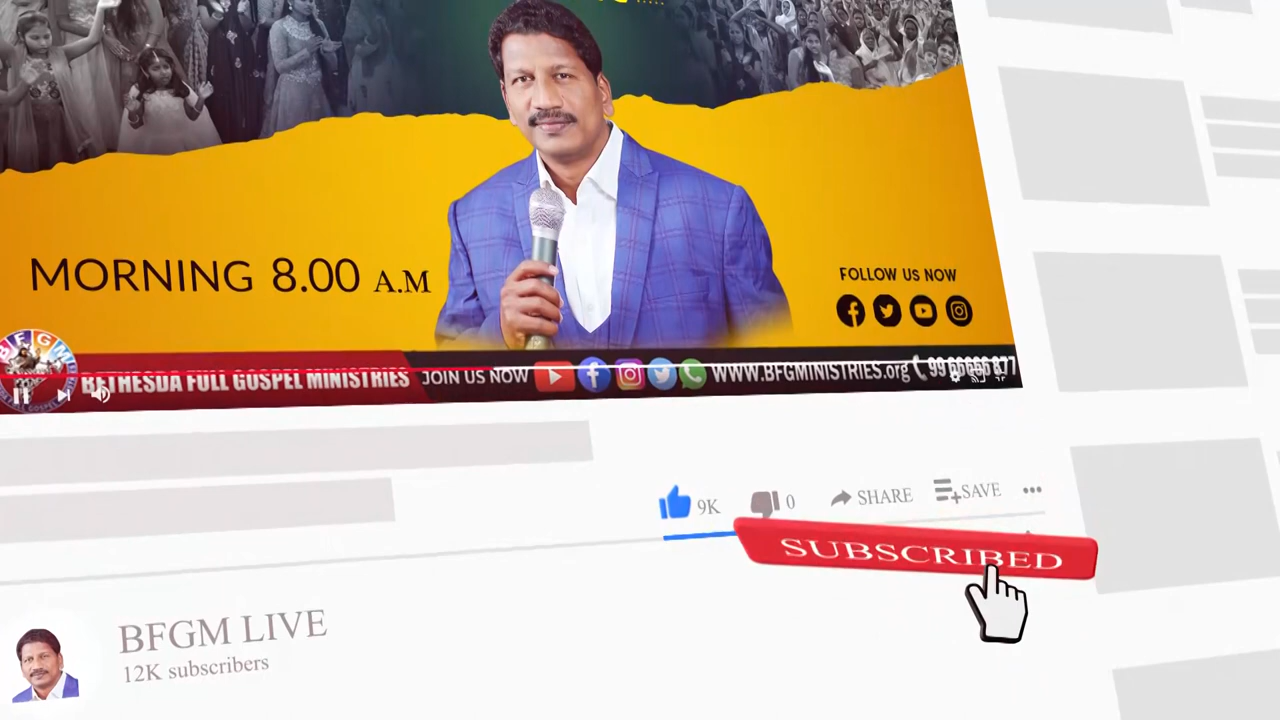 MORNING 8.00 A.M
FOLLOW US NOW
BFGM
BETHESDA FULL GOSPEL MINISTRIES
JOIN US NOW
WWW.BFGMINISTRIES.org
9K
0
SHARE
SAVE
SUBSCRIBED
BFGM LIVE
12K subscribers